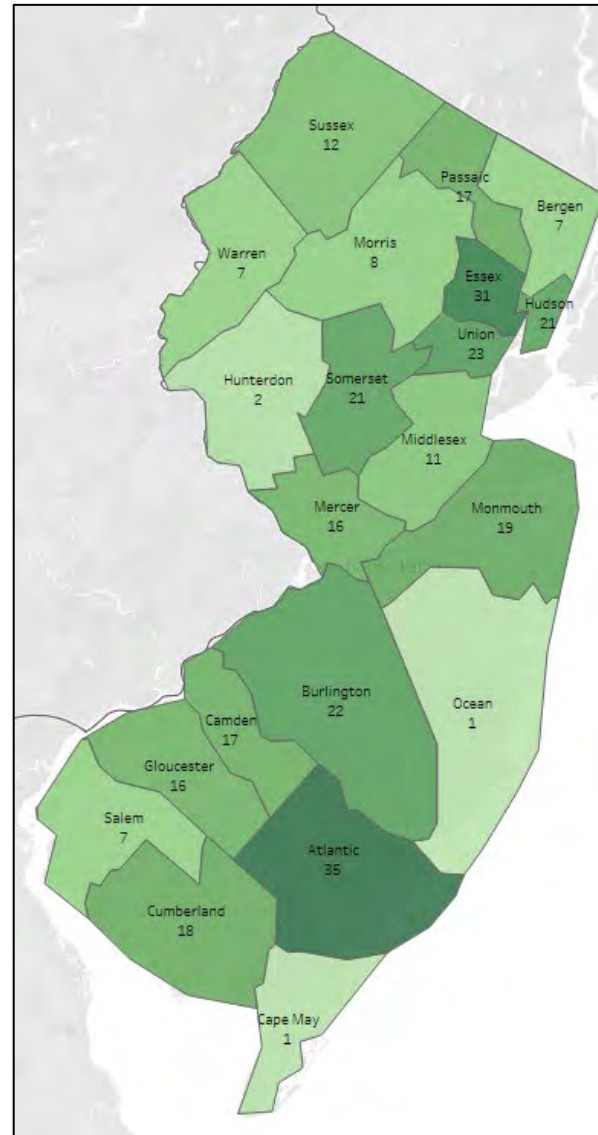 Sussex
12
Passaic
17
Bergen
7
Warren
7
Morris
8
Essex
31
Hudson
21
Union
23
Hunterdon
2
Somerset
21
Middlesex
11
Mercer
16
Monmouth
19
Burlington
22
Ocean
1
Camden
17
Gloucester
16
Salem
7
Atlantic
35
Cumberland
18
Cape May
1